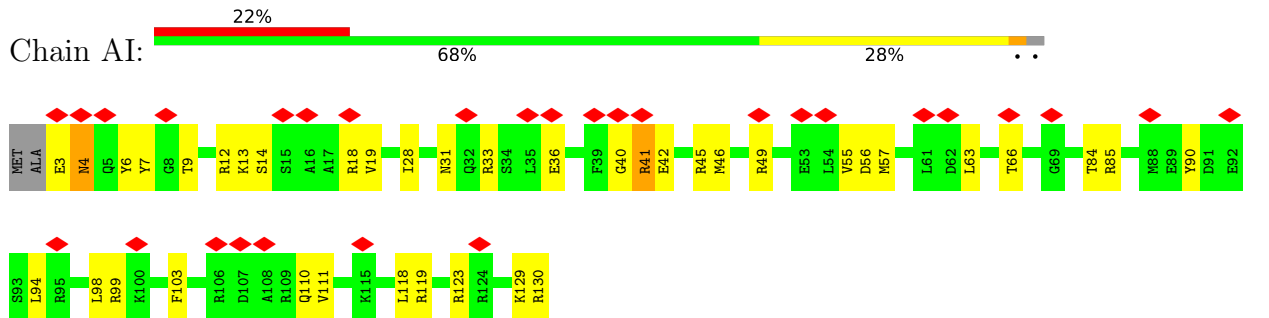 22%
Chain AI:
68% 28% • •
MET ALA E3 N4 Q5 Y6 Y7 G8 T9 R12 K13 S14 S15 A16 A17 R18 V19 I28 N31 Q32 R33 S34 L35 E36 F39 G40 R41 E42 R45 M46 R49 E53 L54 V55 D56 M57 L61 D62 L63 T66 G69 T84 R85 M88 E89 Y90 D91 E92
S93 L94 R95 L98 R99 K100 F103 R106 D107 A108 R109 Q110 V111 K115 L118 R119 R123 R124 K129 R130